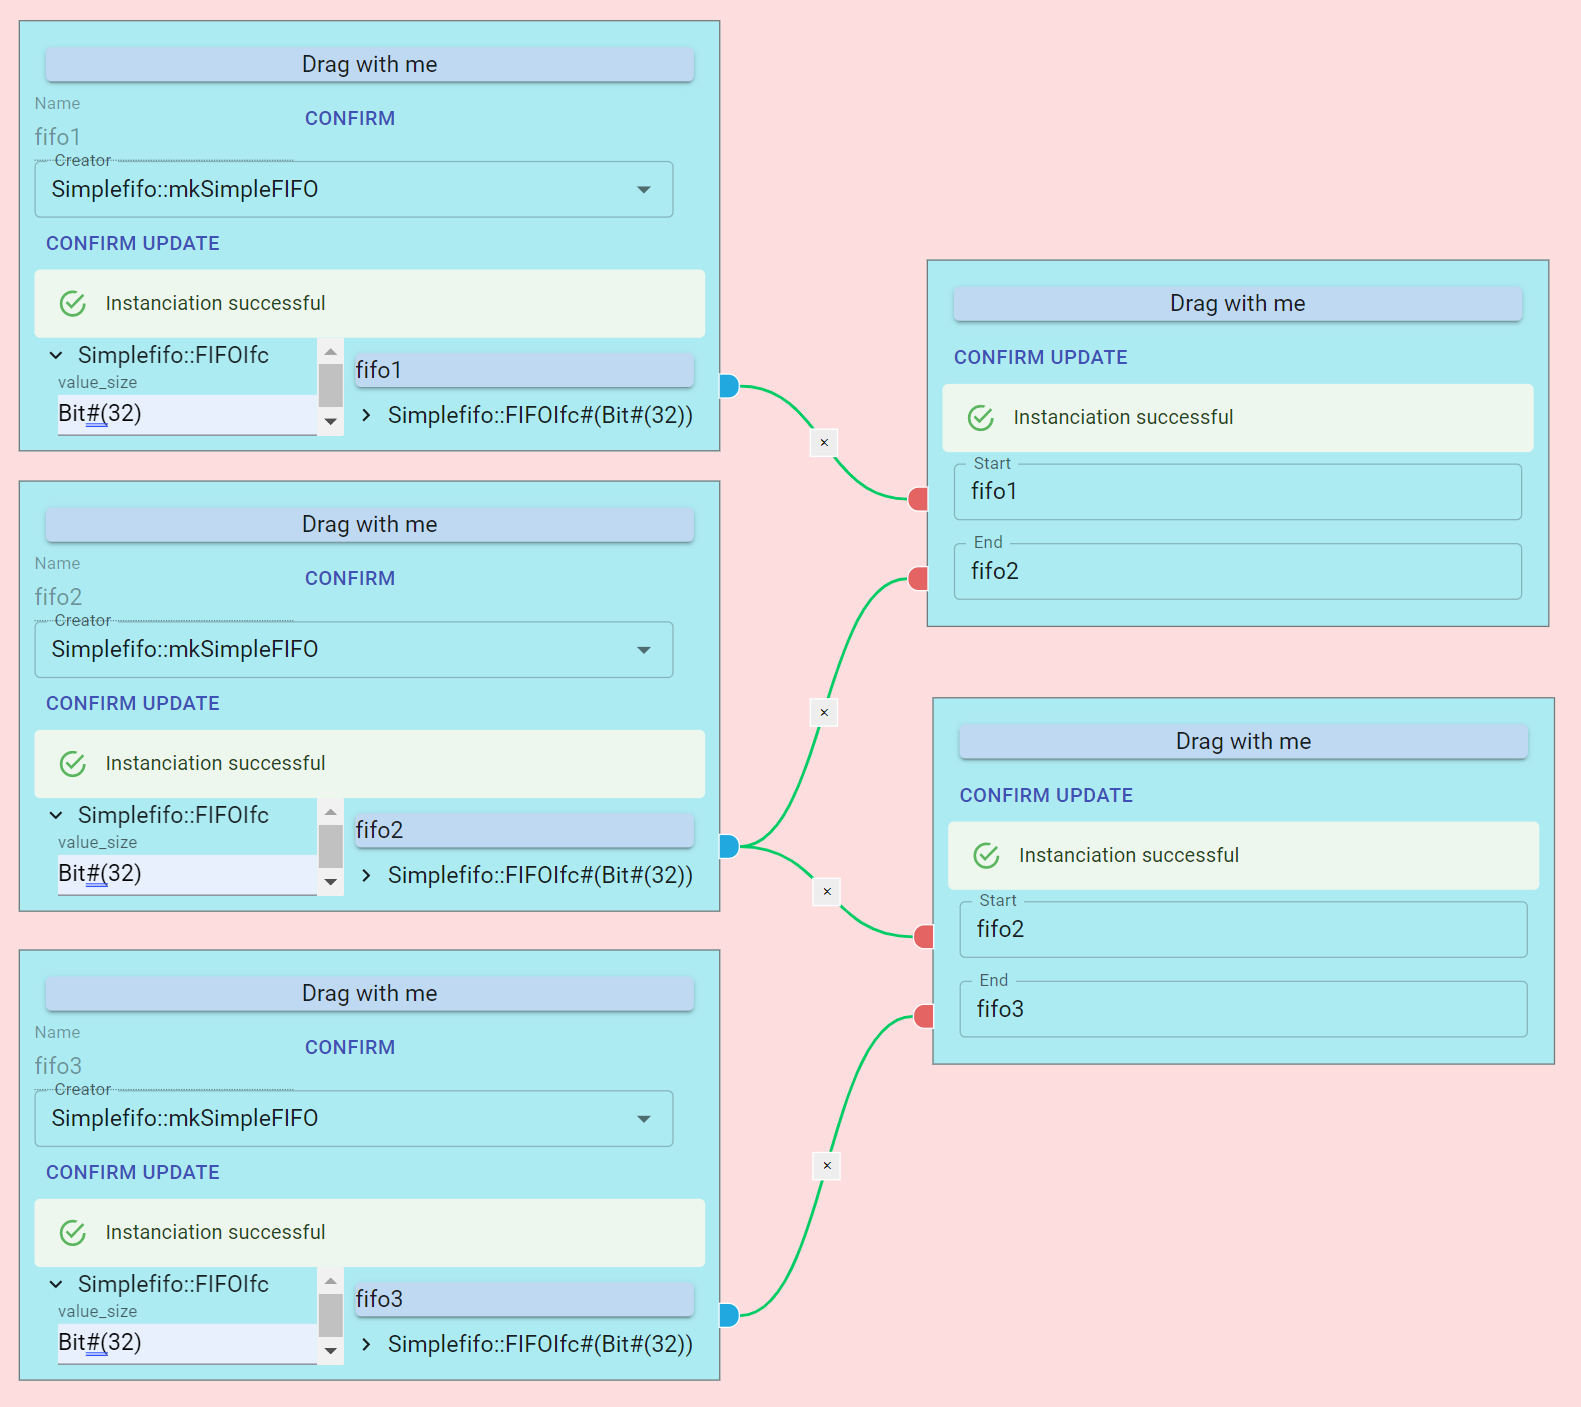 Drag with me
Name
CONFIRM
fifo1
Creator
Simplefifo::mkSimpleFIFO
CONFIRM UPDATE
Instanciation successful
Simplefifo::FIFOIfc
value_size
Bit#(32)
fifo1
Simplefifo::FIFOIfc#(Bit#(32))
Drag with me
Name
CONFIRM
fifo2
Creator
Simplefifo::mkSimpleFIFO
CONFIRM UPDATE
Instanciation successful
Simplefifo::FIFOIfc
value_size
Bit#(32)
fifo2
Simplefifo::FIFOIfc#(Bit#(32))
Drag with me
Name
CONFIRM
fifo3
Creator
Simplefifo::mkSimpleFIFO
CONFIRM UPDATE
Instanciation successful
Simplefifo::FIFOIfc
value_size
Bit#(32)
fifo3
Simplefifo::FIFOIfc#(Bit#(32))
×
×
×
×
Drag with me
CONFIRM UPDATE
Instanciation successful
Start
fifo1
End
fifo2
Drag with me
CONFIRM UPDATE
Instanciation successful
Start
fifo2
End
fifo3